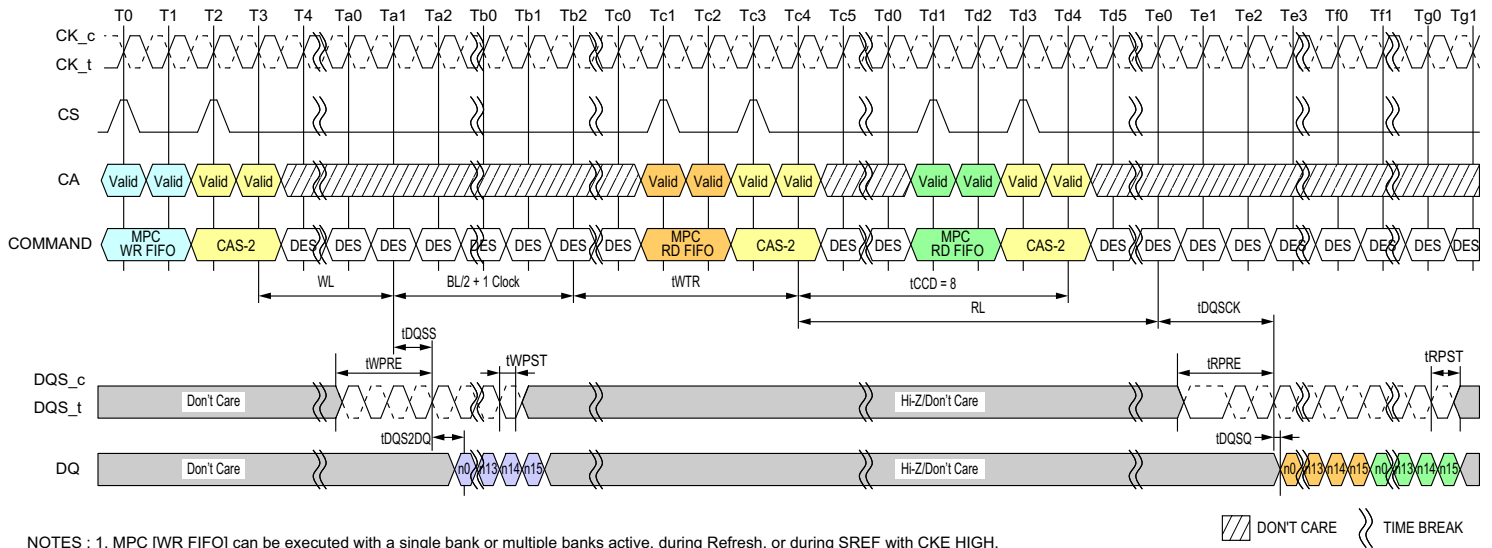 T0 T1 T2 T3 T4 Ta0 Ta1 Ta2 Tb0 Tb1 Tb2 Tc0 Tc1 Tc2 Tc3 Tc4 Tc5 Td0 Td1 Td2 Td3 Td4 Td5 Te0 Te1 Te2 Te3 Tf0 Tf1 Tg0 Tg1
CK_c
CK_t
CS
CA Valid Valid Valid Valid Valid Valid Valid Valid Valid Valid Valid Valid
COMMAND MPC WR FIFO CAS-2 DES DES DES DES DES DES DES DES MPC RD FIFO CAS-2 DES DES MPC RD FIFO CAS-2 DES DES DES DES DES DES DES DES DES
WL BL/2 + 1 Clock tWTR tCCD = 8
RL tDQSCK
tDQSS
tWPRE tWPST tRPRE tRPST
DQS_c
DQS_t Don't Care Hi-Z/Don't Care
tDQS2DQ tDQSQ
DQ Don't Care n0 n13 n14 n15 Hi-Z/Don't Care n0 n13 n14 n15 n0 n13 n14 n15
DON'T CARE TIME BREAK
NOTES : 1. MPC [WR FIFO] can be executed with a single bank or multiple banks active, during Refresh, or during SREF with CKE HIGH.